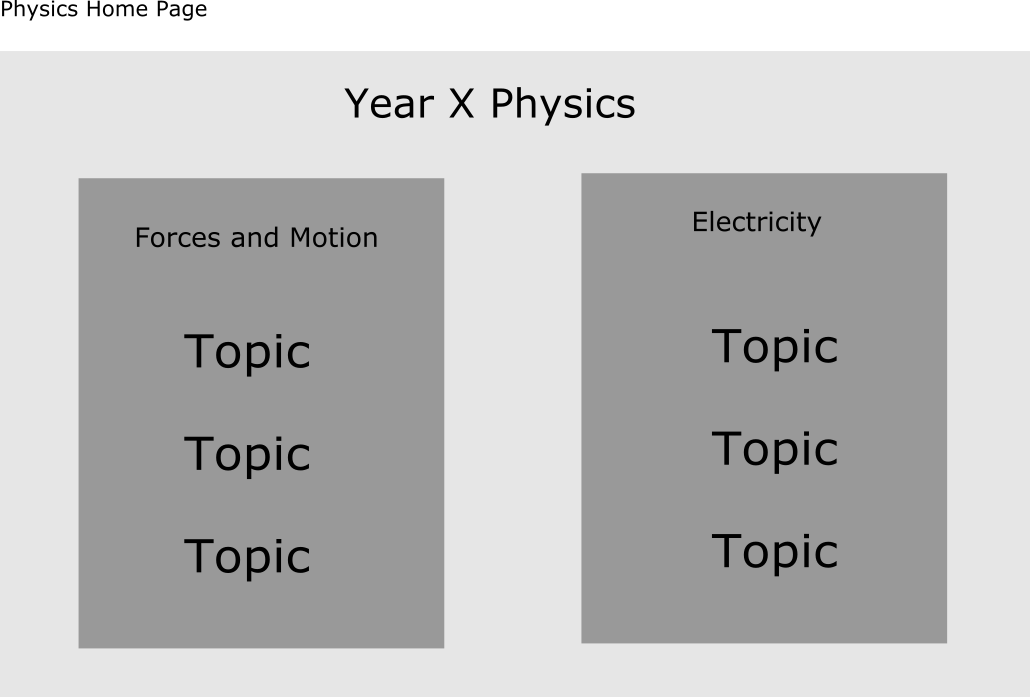 Physics Home Page
Year X Physics
Forces and Motion
Topic
Topic
Topic
Electricity
Topic
Topic
Topic